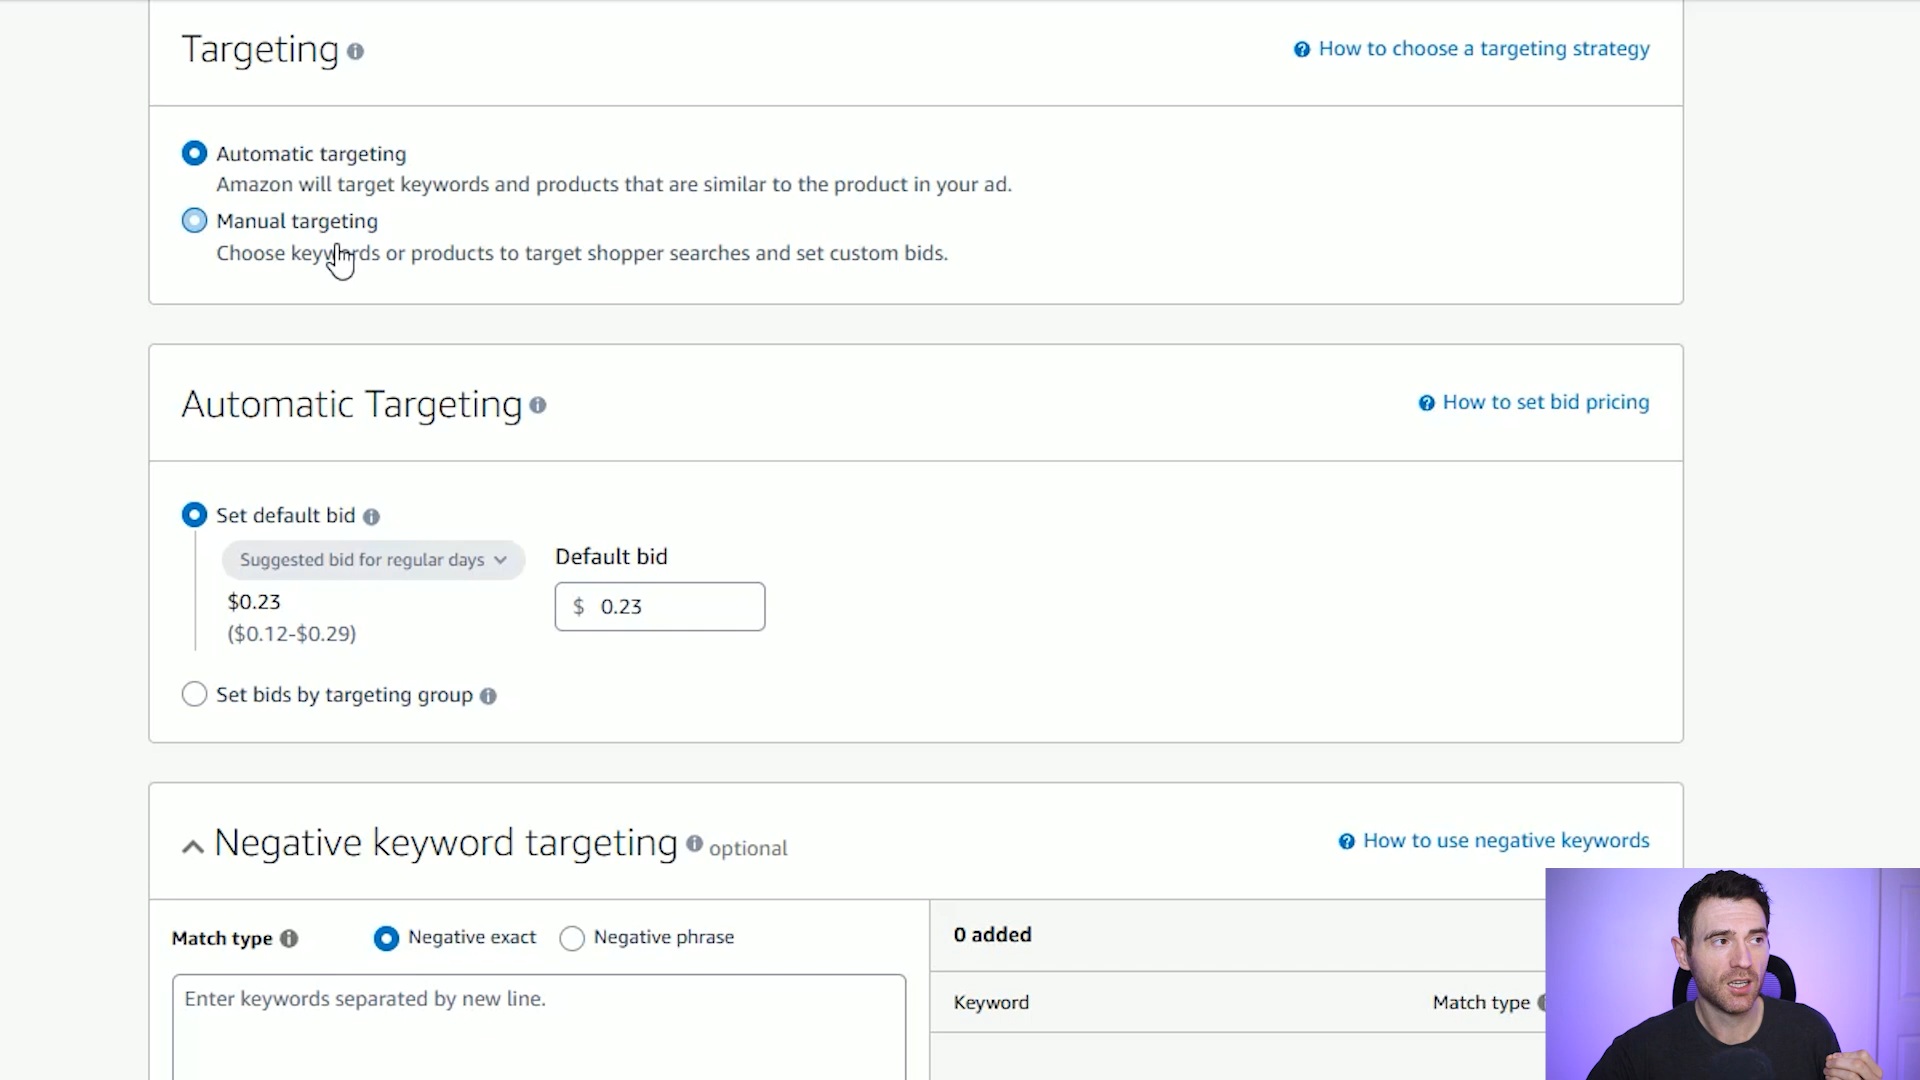 Targeting
How to choose a targeting strategy
Automatic targeting
Amazon will target keywords and products that are similar to the product in your ad.
Manual targeting
Choose keywords or products to target shopper searches and set custom bids.
Automatic Targeting
How to set bid pricing
Set default bid
Suggested bid for regular days
Default bid
$0.23
$ 0.23
($0.12-$0.29)
Set bids by targeting group
Negative keyword targeting optional
How to use negative keywords
Match type
Negative exact
Negative phrase
0 added
Enter keywords separated by new line.
Keyword
Match type